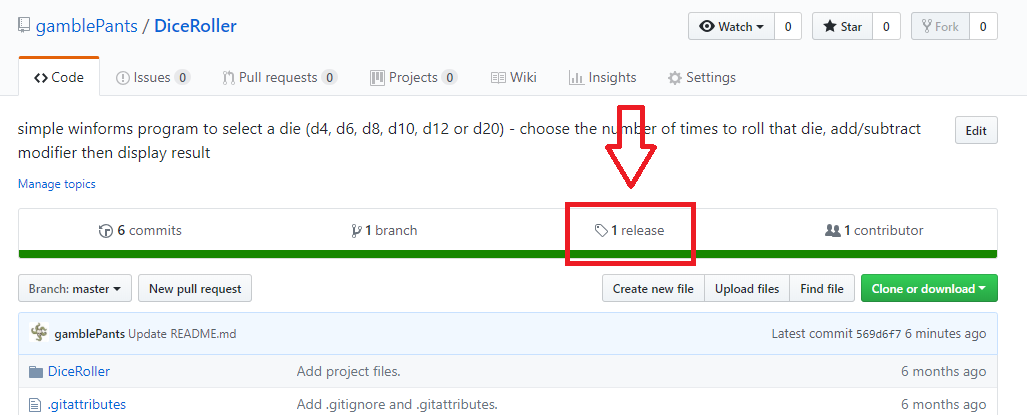 gamblePants / DiceRoller Watch 0 Star 0 Fork 0
Code Issues 0 Pull requests 0 Projects 0 Wiki Insights Settings
simple winforms program to select a die (d4, d6, d8, d10, d12 or d20) - choose the number of times to roll that die, add/subtract
modifier then display result
Edit
Manage topics
6 commits 1 branch 1 release 1 contributor
Branch: master New pull request Create new file Upload files Find file Clone or download
gamblePants Update README.md Latest commit 569d6f7 6 minutes ago
DiceRoller Add project files. 6 months ago
.gitattributes Add .gitignore and .gitattributes. 6 months ago